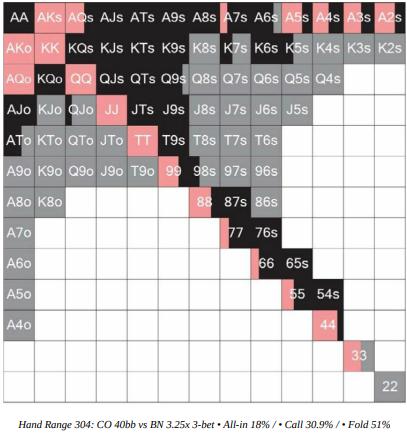 AA AKs AQs AJs ATs A9s A8s A7s A6s A5s A4s A3s A2s
AKo KK KQs KJs KTs K9s K8s K7s K6s K5s K4s K3s K2s
AQo KQo QQ QJs QTs Q9s Q8s Q7s Q6s Q5s Q4s
AJo KJo QJo JJ JTs J9s J8s J7s J6s J5s
ATo KTo QTo JTo TT T9s T8s T7s T6s
A9o K9o Q9o J9o T9o 99 98s 97s 96s
A8o K8o 88 87s 86s
A7o 77 76s
A6o 66 65s
A5o 55 54s
A4o 44
33
22
Hand Range 304: CO 40bb vs BN 3.25x 3-bet • All-in 18% / • Call 30.9% / • Fold 51%